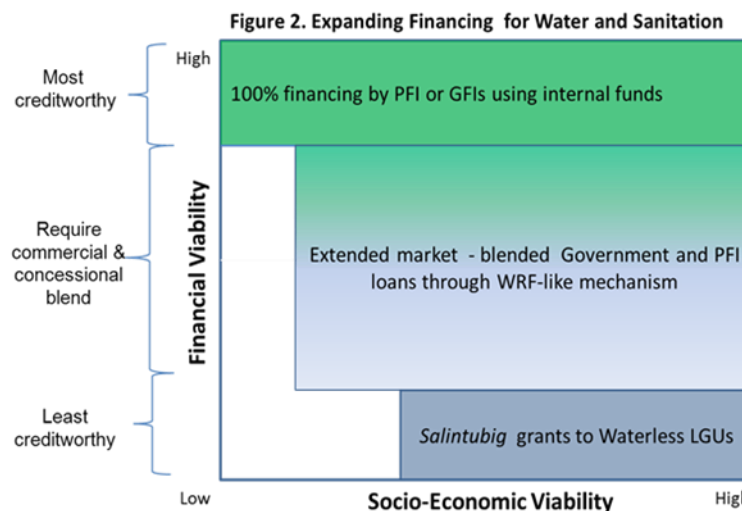 Figure 2. Expanding Financing for Water and Sanitation
High
Most
creditworthy
100% financing by PFI or GFIs using internal funds
Financial Viability
Require
commercial &
concessional
blend
Extended market - blended Government and PFI
loans through WRF-like mechanism
Least
creditworthy
Salintubig grants to Waterless LGUs
Low
Socio-Economic Viability
High